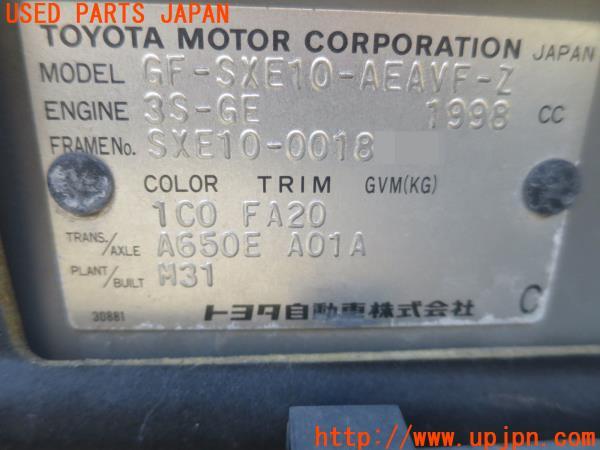 USED PARTS JAPAN
TOYOTA MOTOR CORPORATION JAPAN
MODEL GF-SXE10-AEAVF-Z
ENGINE 3S-GE 1998 CC
FRAME No. SXE10-0018
COLOR TRIM GVM(KG)
1C0 FA20
TRANS./AXLE A650E A01A
PLANT/BUILT M31
30881 トヨタ自動車株式会社 C
http://www.upjpn.com/